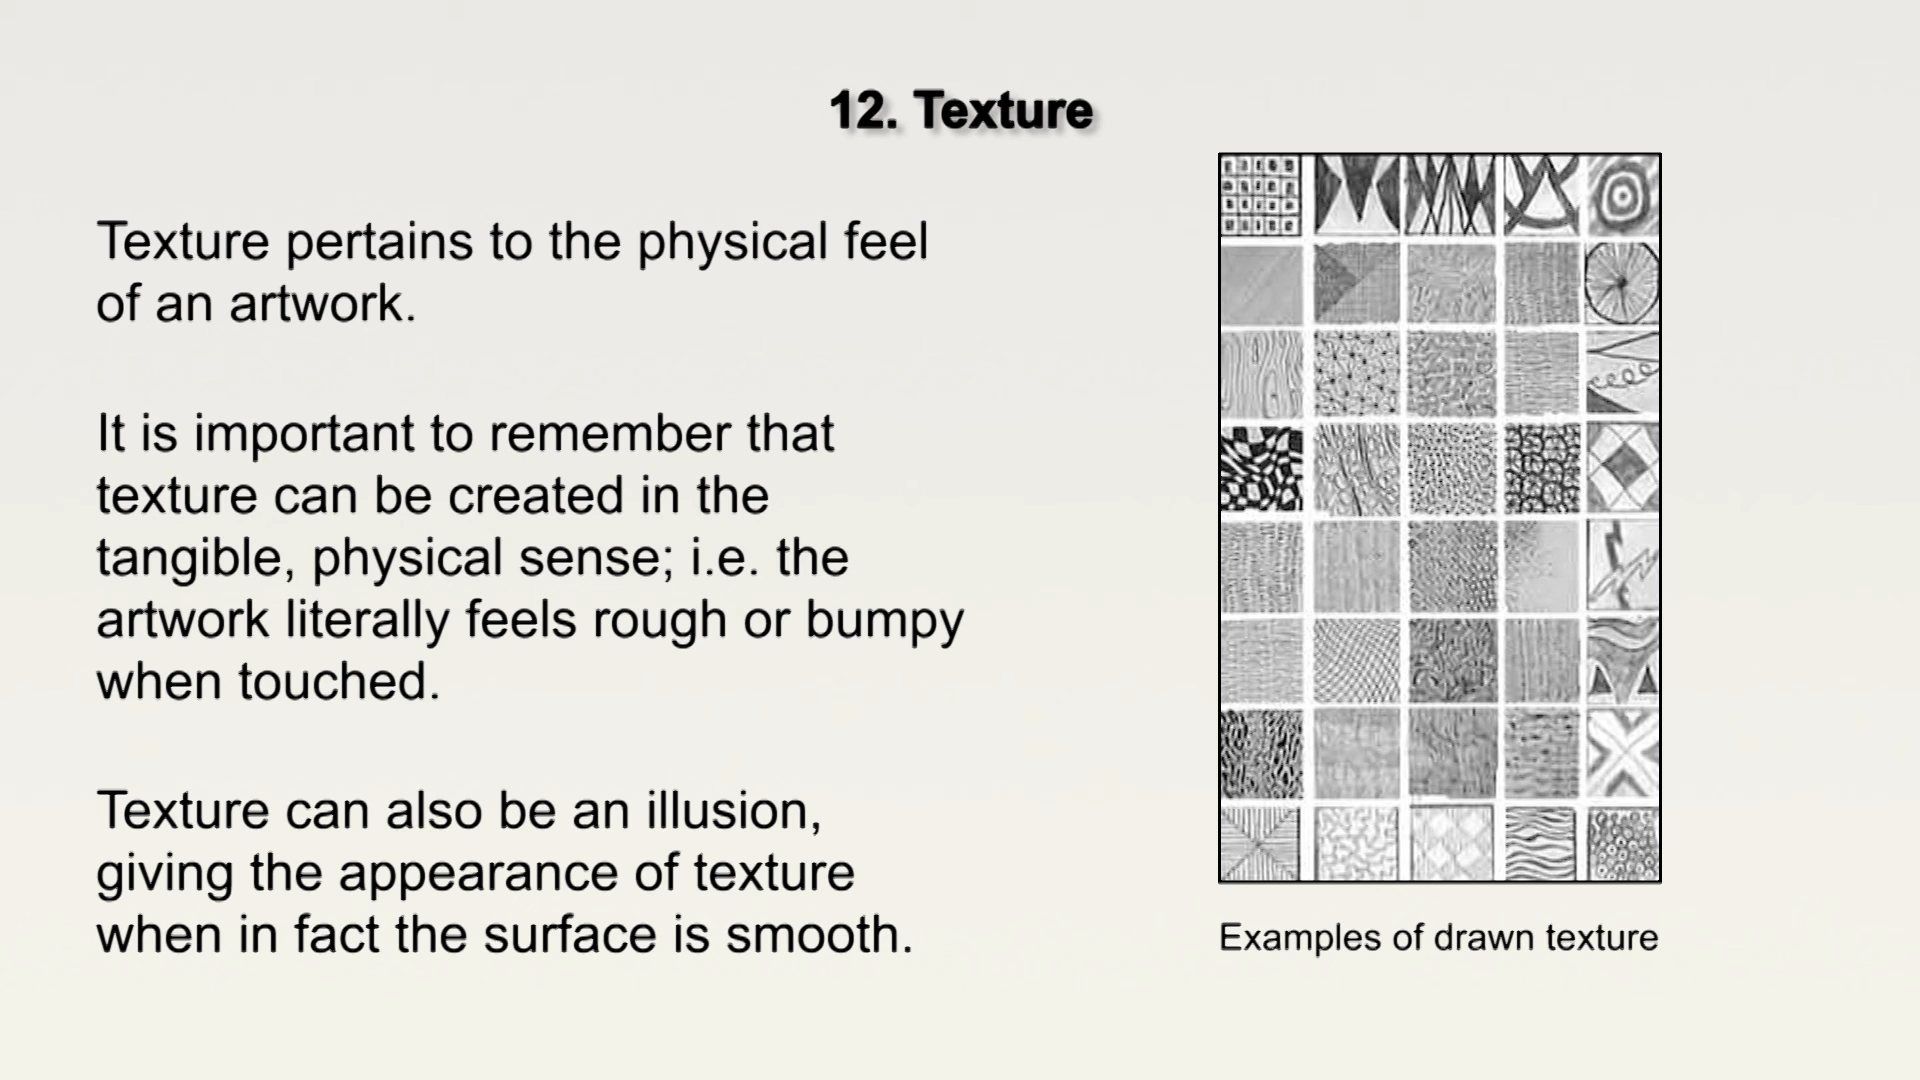 12. Texture
Texture pertains to the physical feel
of an artwork.
It is important to remember that
texture can be created in the
tangible, physical sense; i.e. the
artwork literally feels rough or bumpy
when touched.
Texture can also be an illusion,
giving the appearance of texture
when in fact the surface is smooth.
Examples of drawn texture